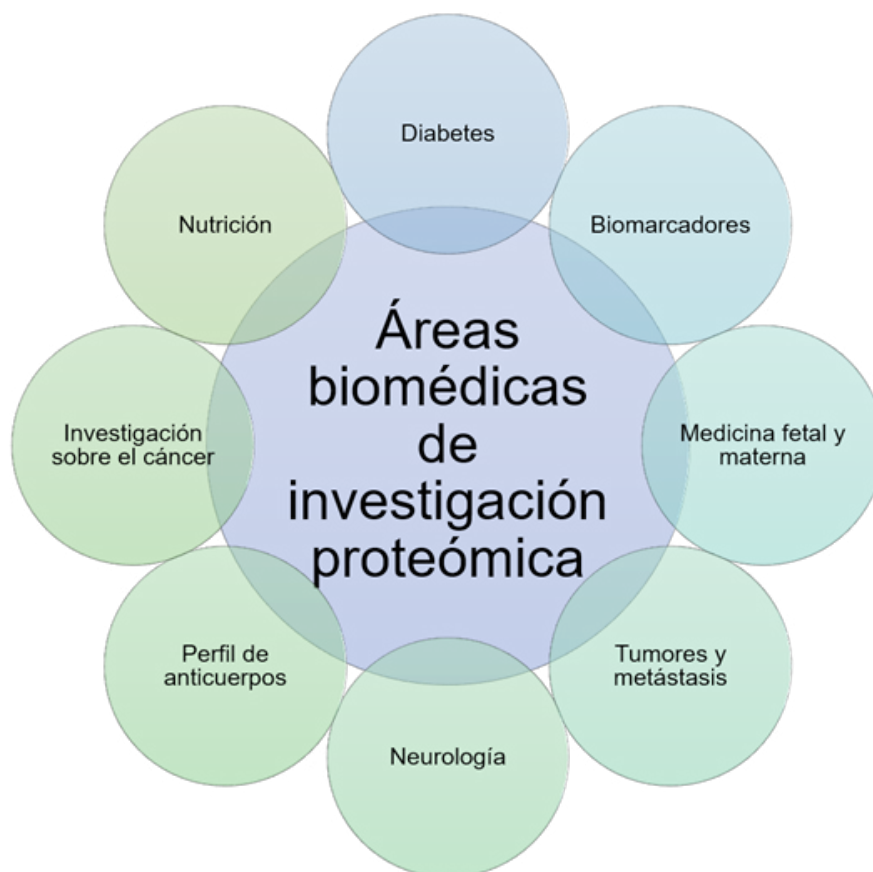 Áreas
biomédicas
de
investigación
proteómica
Diabetes
Biomarcadores
Medicina fetal y
materna
Tumores y
metástasis
Neurología
Perfil de
anticuerpos
Investigación
sobre el cáncer
Nutrición